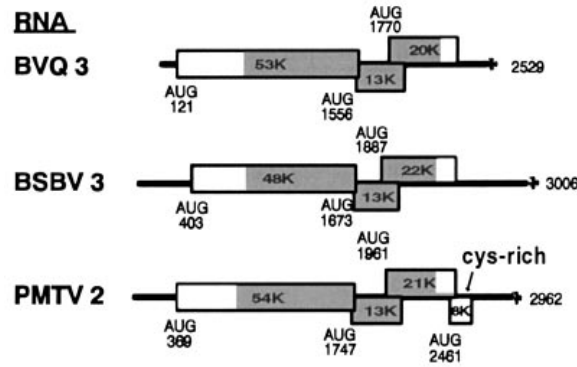 RNA
AUG
1770
BVQ 3
53K
20K
13K
2529
AUG
121
AUG
1556
AUG
1887
BSBV 3
48K
22K
13K
3006
AUG
403
AUG
1673
AUG
1961
cys-rich
PMTV 2
54K
21K
13K
8K
2962
AUG
369
AUG
1747
AUG
2461